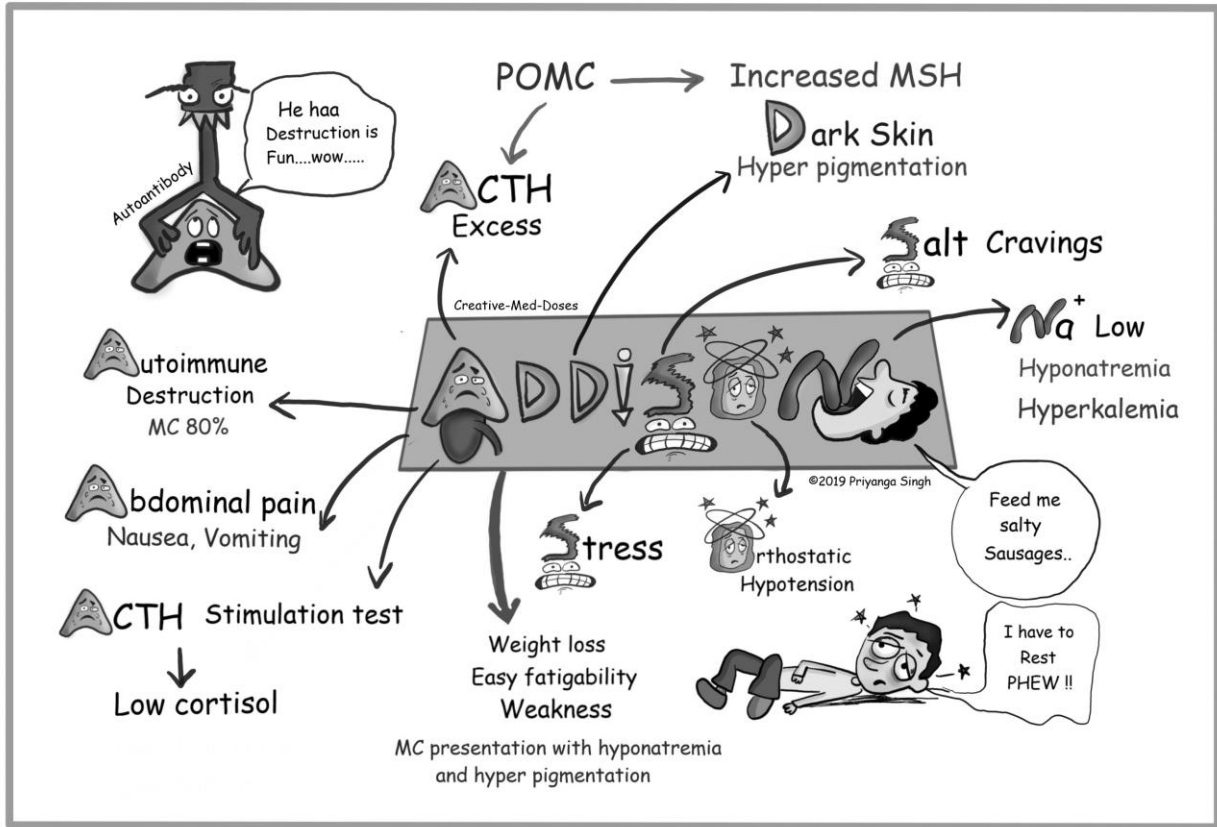 He haa
Destruction is
Fun....wow.....
Autoantibody
POMC
Increased MSH
Dark Skin
Hyper pigmentation
ACTH
Excess
Salt Cravings
Creative-Med-Doses
Na+ Low
Hyponatremia
Hyperkalemia
ADDiSON
Autoimmune
Destruction
MC 80%
©2019 Priyanga Singh
Abdominal pain
Nausea, Vomiting
Stress
Orthostatic
Hypotension
Feed me
salty
Sausages..
ACTH Stimulation test
Low cortisol
Weight loss
Easy fatigability
Weakness
MC presentation with hyponatremia
and hyper pigmentation
I have to
Rest
PHEW !!